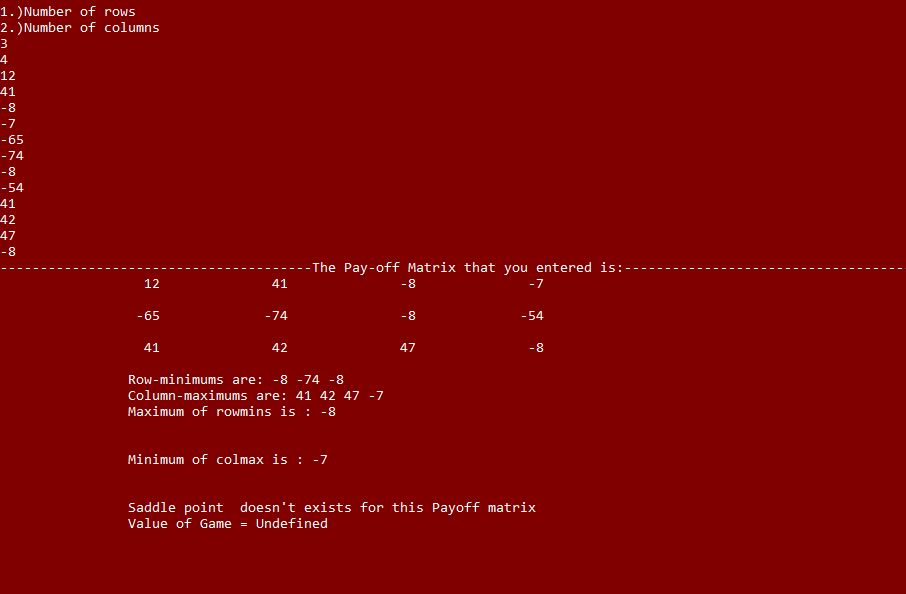 1.)Number of rows
2.)Number of columns
3
4
12
41
-8
-7
-65
-74
-8
-54
41
42
47
-8
---------------------------------------The Pay-off Matrix that you entered is:-----------------------------------
12 41 -8 -7
-65 -74 -8 -54
41 42 47 -8
Row-minimums are: -8 -74 -8
Column-maximums are: 41 42 47 -7
Maximum of rowmins is : -8
Minimum of colmax is : -7
Saddle point  doesn't exists for this Payoff matrix
Value of Game = Undefined